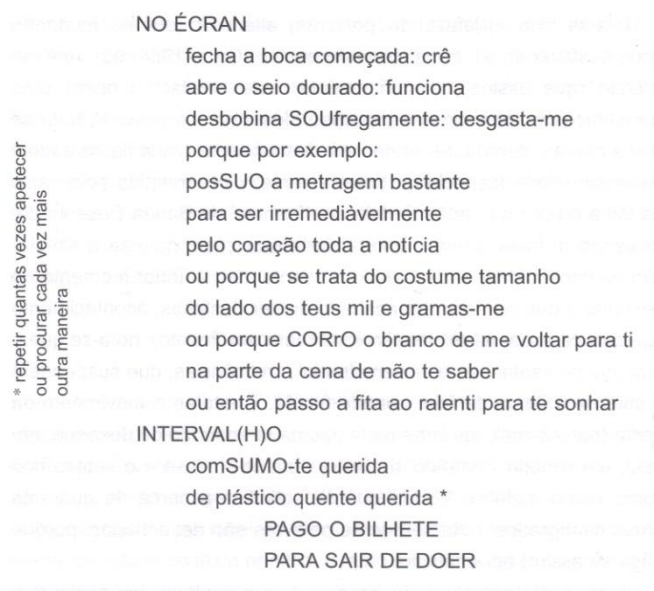 NO ÉCRAN
fecha a boca começada: crê
abre o seio dourado: funciona
desbobina SOUfregamente: desgasta-me
porque por exemplo:
posSUO a metragem bastante
para ser irremediàvelmente
pelo coração toda a notícia
ou porque se trata do costume tamanho
do lado dos teus mil e gramas-me
ou porque CORrO o branco de me voltar para ti
na parte da cena de não te saber
ou então passo a fita ao ralenti para te sonhar
INTERVAL(H)O
comSUMO-te querida
de plástico quente querida *
PAGO O BILHETE
PARA SAIR DE DOER
* repetir quantas vezes apetecer
ou procurar cada vez mais
outra maneira